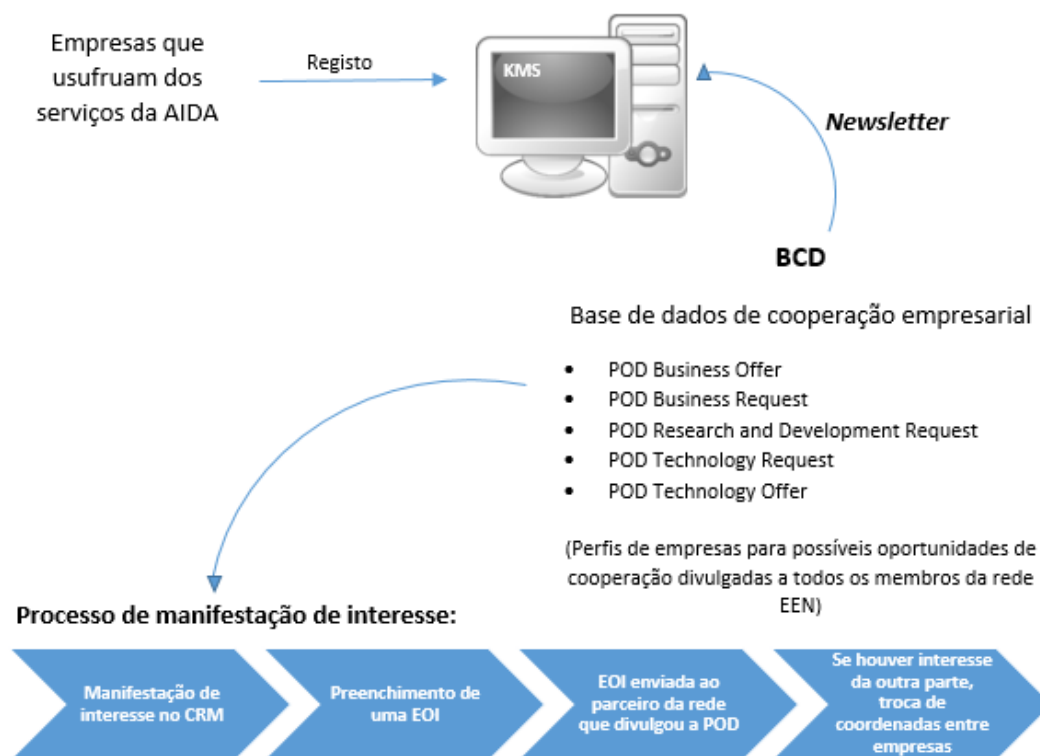 Empresas que
usufruam dos
serviços da AIDA
Registo
KMS
Newsletter
BCD
Base de dados de cooperação empresarial
• POD Business Offer
• POD Business Request
• POD Research and Development Request
• POD Technology Request
• POD Technology Offer
(Perfis de empresas para possíveis oportunidades de
cooperação divulgadas a todos os membros da rede
EEN)
Processo de manifestação de interesse:
Manifestação de
interesse no CRM
Preenchimento de
uma EOI
EOI enviada ao
parceiro da rede
que divulgou a POD
Se houver interesse
da outra parte,
troca de
coordenadas entre
empresas